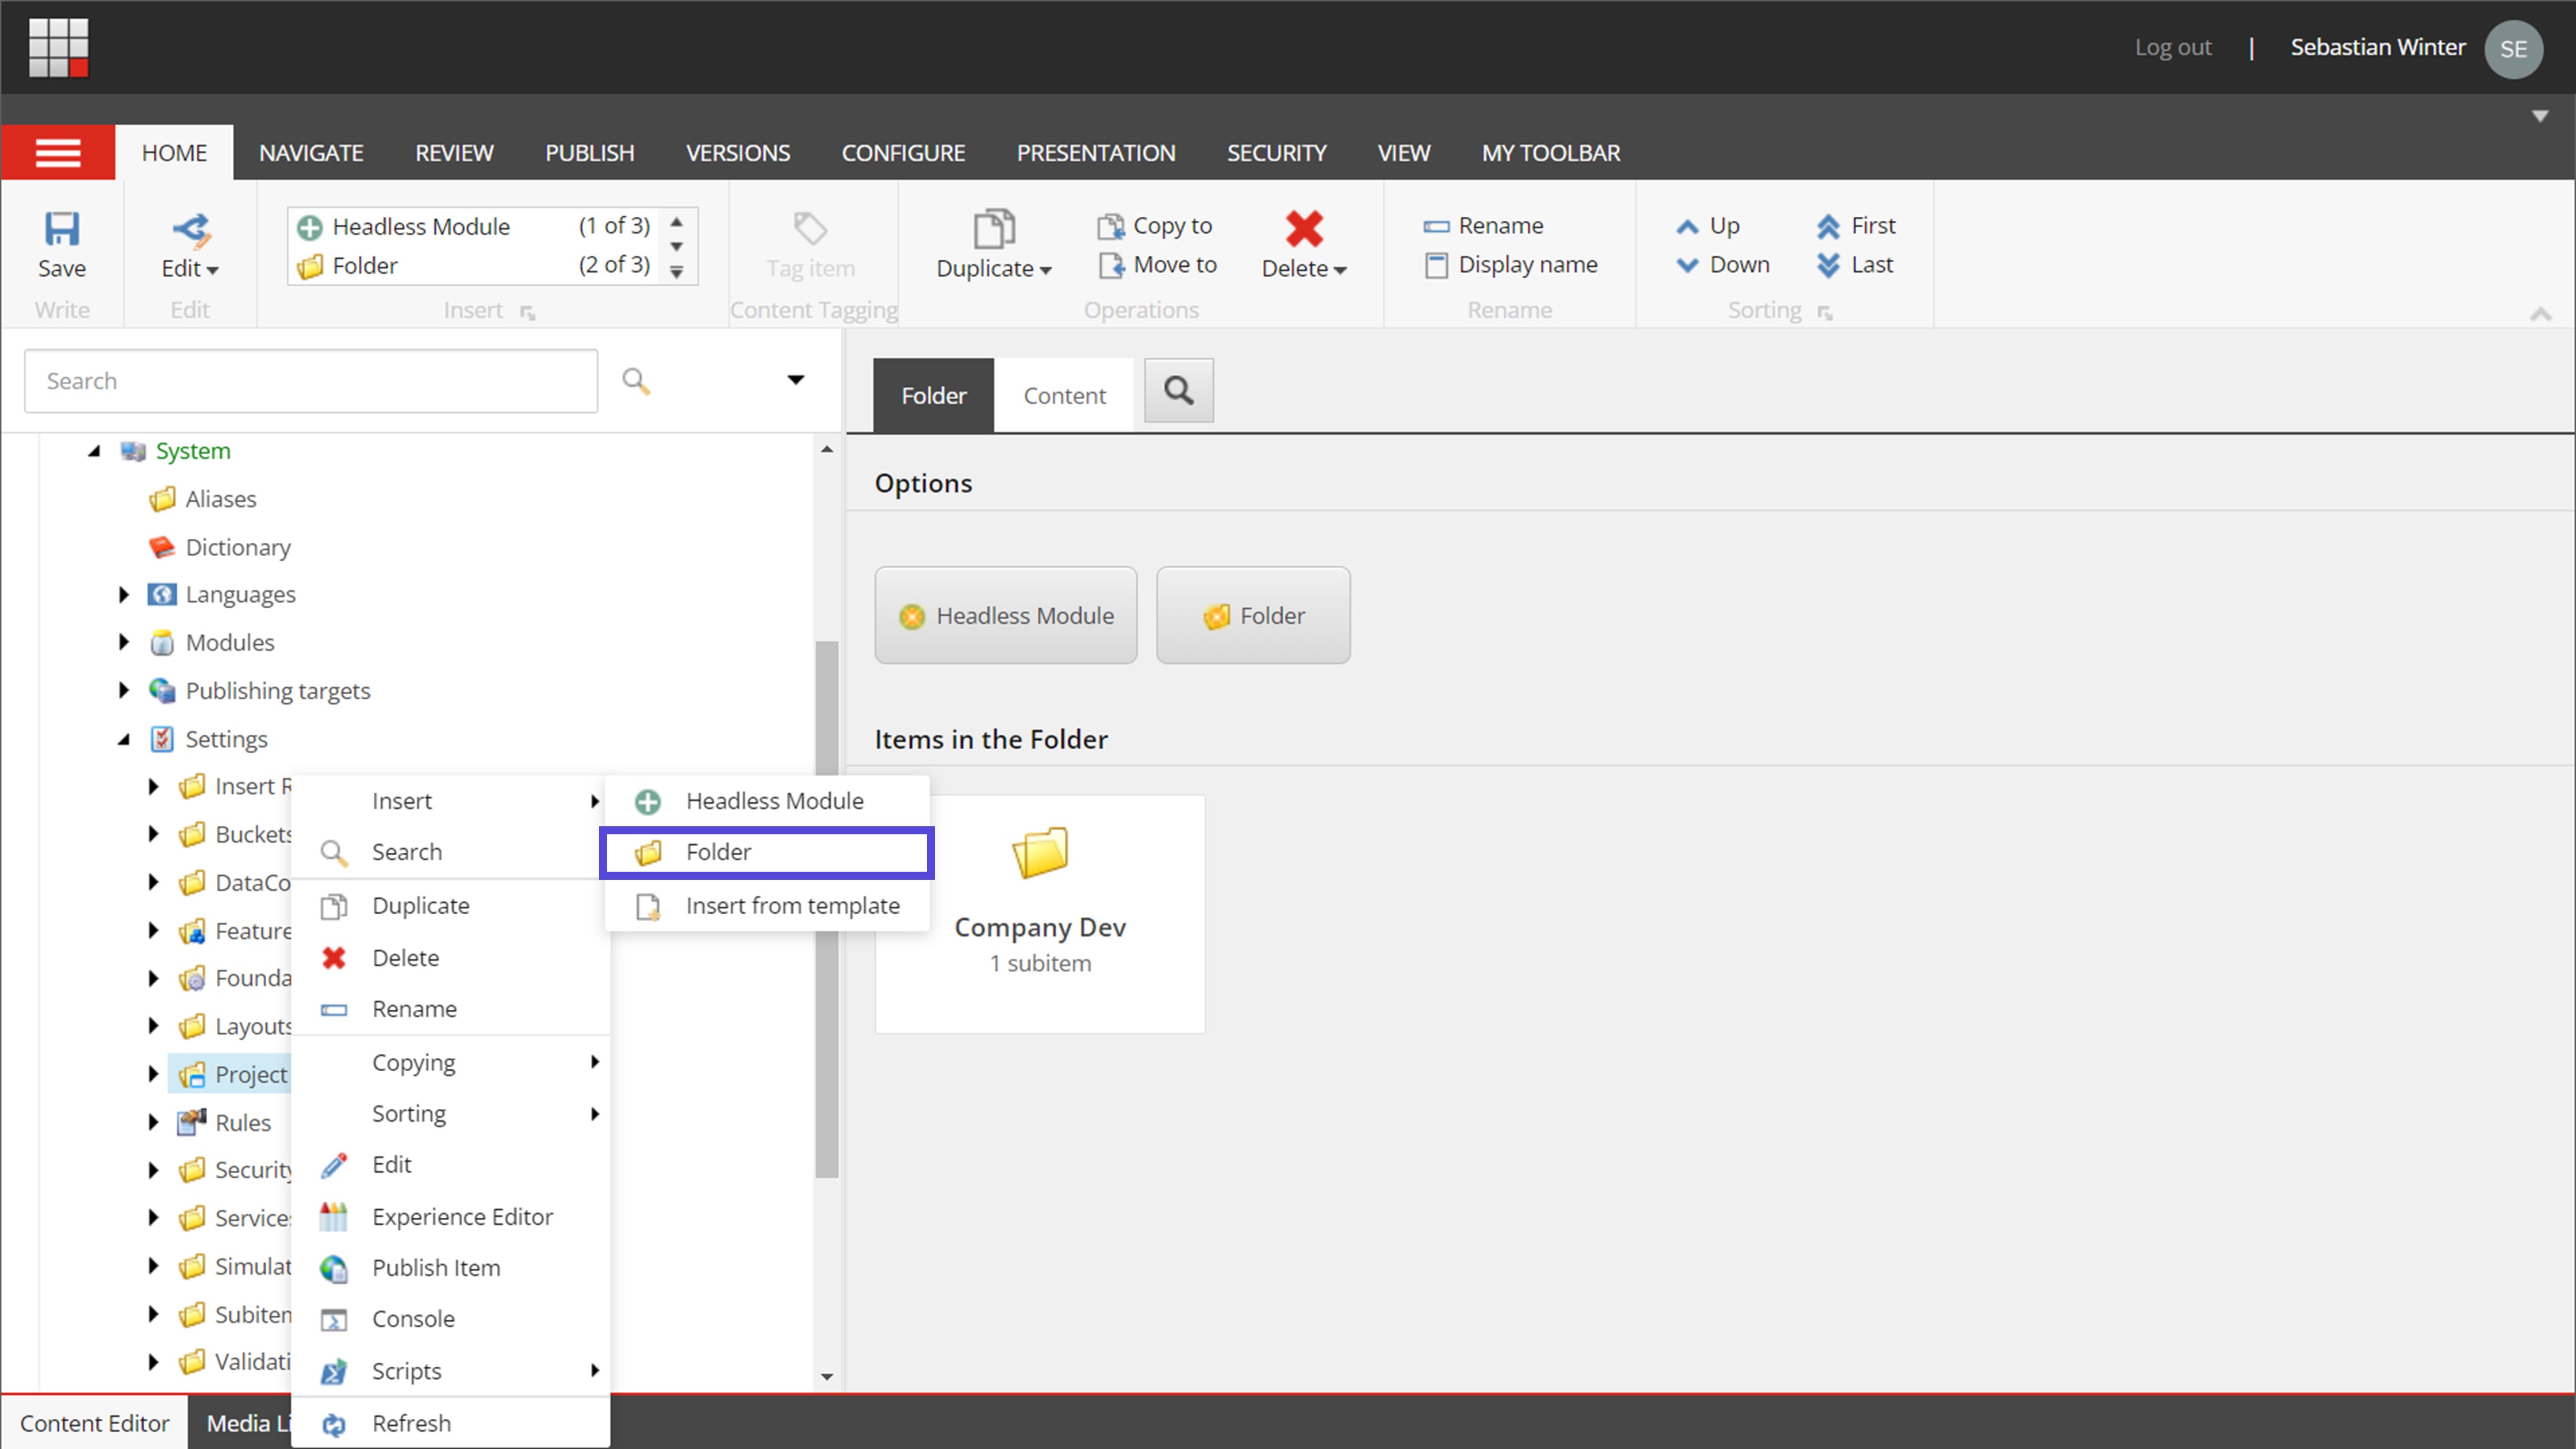 Log out | Sebastian Winter SE
HOME NAVIGATE REVIEW PUBLISH VERSIONS CONFIGURE PRESENTATION SECURITY VIEW MY TOOLBAR
Save
Write
Edit
Edit
Headless Module (1 of 3)
Folder (2 of 3)
Insert
Tag item
Content Tagging
Duplicate
Copy to
Move to
Delete
Operations
Rename
Display name
Rename
Up First
Down Last
Sorting
Search
System
Aliases
Dictionary
Languages
Modules
Publishing targets
Settings
Insert R
Buckets
DataCo
Feature
Founda
Layouts
Project
Rules
Security
Services
Simulat
Subiten
Validati
Insert
Search
Duplicate
Delete
Rename
Copying
Sorting
Edit
Experience Editor
Publish Item
Console
Scripts
Refresh
Headless Module
Folder
Insert from template
Folder Content
Options
Headless Module Folder
Items in the Folder
Company Dev
1 subitem
Content Editor Media Li